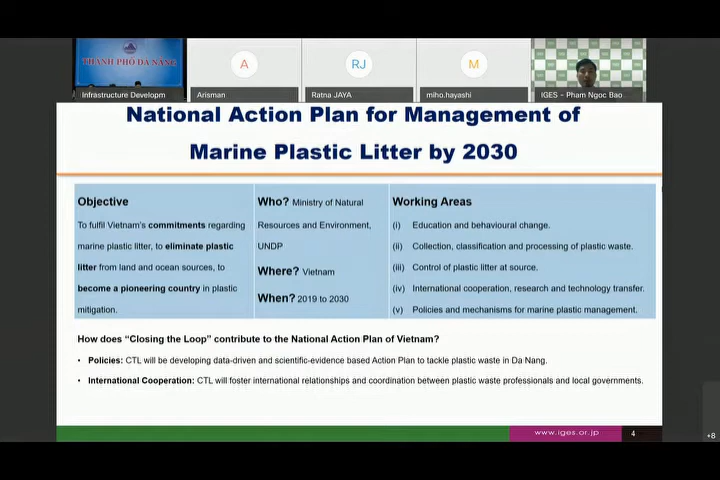 THÀNH PHỐ ĐÀ NẴNG
A
RJ
M
Infrastructure Developm
Arisman
Ratna JAYA
miho.hayashi
IGES - Pham Ngoc Bao
National Action Plan for Management of
Marine Plastic Litter by 2030
Objective
To fulfil Vietnam's commitments regarding
marine plastic litter, to eliminate plastic
litter from land and ocean sources, to
become a pioneering country in plastic
mitigation.
Who? Ministry of Natural
Resources and Environment,
UNDP
Where? Vietnam
When? 2019 to 2030
Working Areas
(i) Education and behavioural change.
(ii) Collection, classification and processing of plastic waste.
(iii) Control of plastic litter at source.
(iv) International cooperation, research and technology transfer.
(v) Policies and mechanisms for marine plastic management.
How does "Closing the Loop" contribute to the National Action Plan of Vietnam?
• Policies: CTL will be developing data-driven and scientific-evidence based Action Plan to tackle plastic waste in Da Nang.
• International Cooperation: CTL will foster international relationships and coordination between plastic waste professionals and local governments.
www.iges.or.jp
4
+8